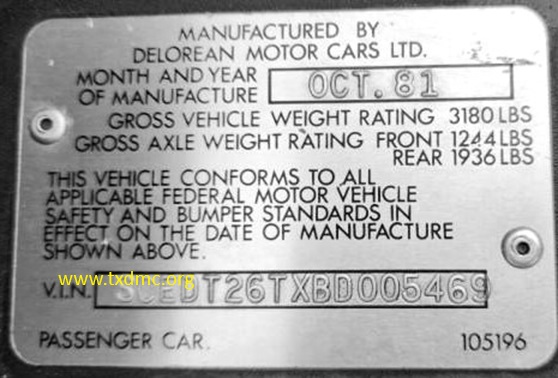 MANUFACTURED BY
DELOREAN MOTOR CARS LTD.
MONTH AND YEAR
OF MANUFACTURE OCT. 81
GROSS VEHICLE WEIGHT RATING 3180 LBS
GROSS AXLE WEIGHT RATING FRONT 1244 LBS
REAR 1936 LBS
THIS VEHICLE CONFORMS TO ALL
APPLICABLE FEDERAL MOTOR VEHICLE
SAFETY AND BUMPER STANDARDS IN
EFFECT ON THE DATE OF MANUFACTURE
SHOWN ABOVE.
www.txdmc.org
V.I.N. SCEDT26TXBD005469
PASSENGER CAR. 105196